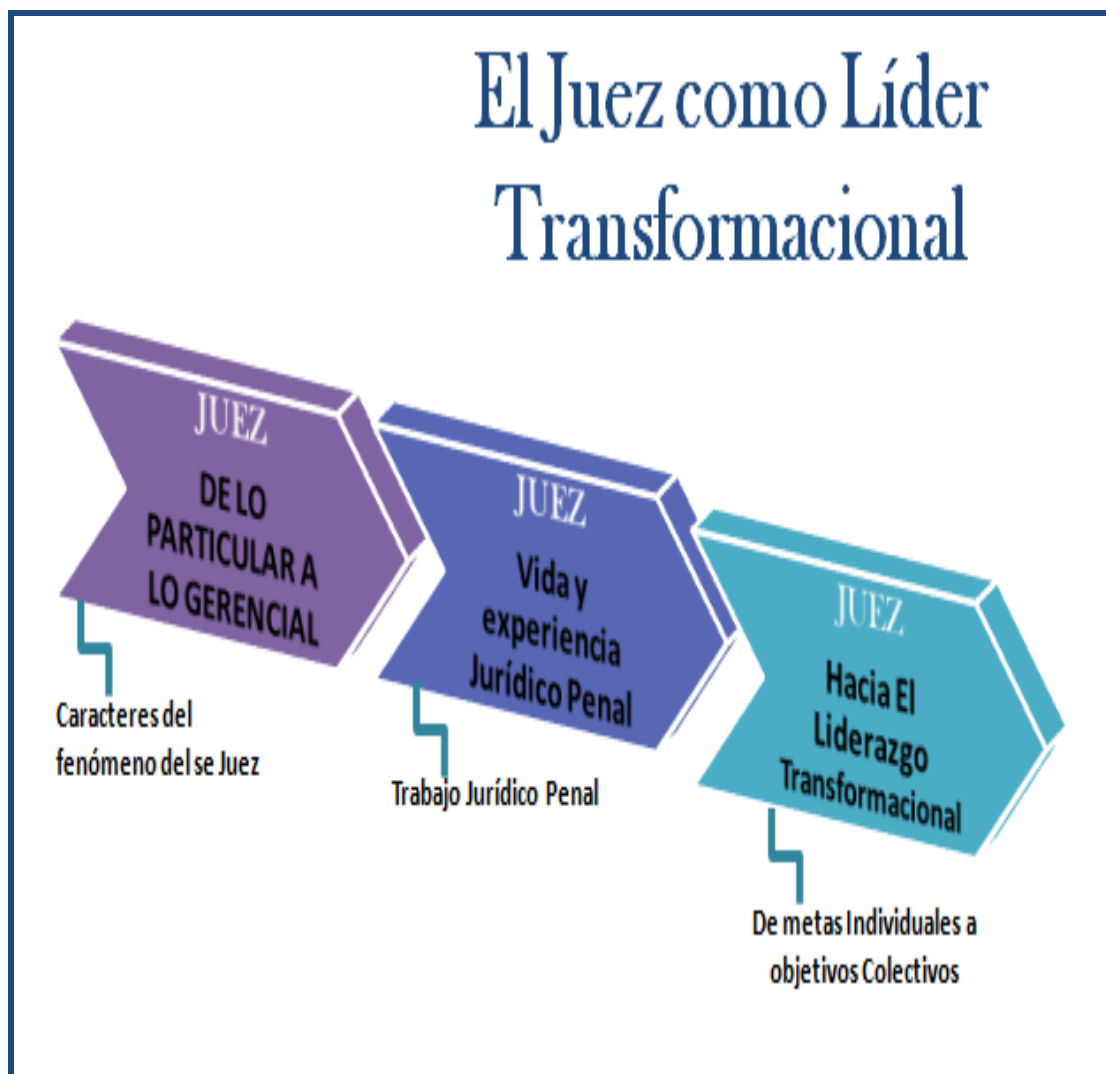 El Juez como Líder
Transformacional
JUEZ
DE LO
PARTICULAR A
LO GERENCIAL
Caracteres del
fenómeno del se Juez
JUEZ
Vida y
experiencia
Jurídico Penal
Trabajo Jurídico Penal
JUEZ
Hacia El
Liderazgo
Transformacional
De metas Individuales a
objetivos Colectivos